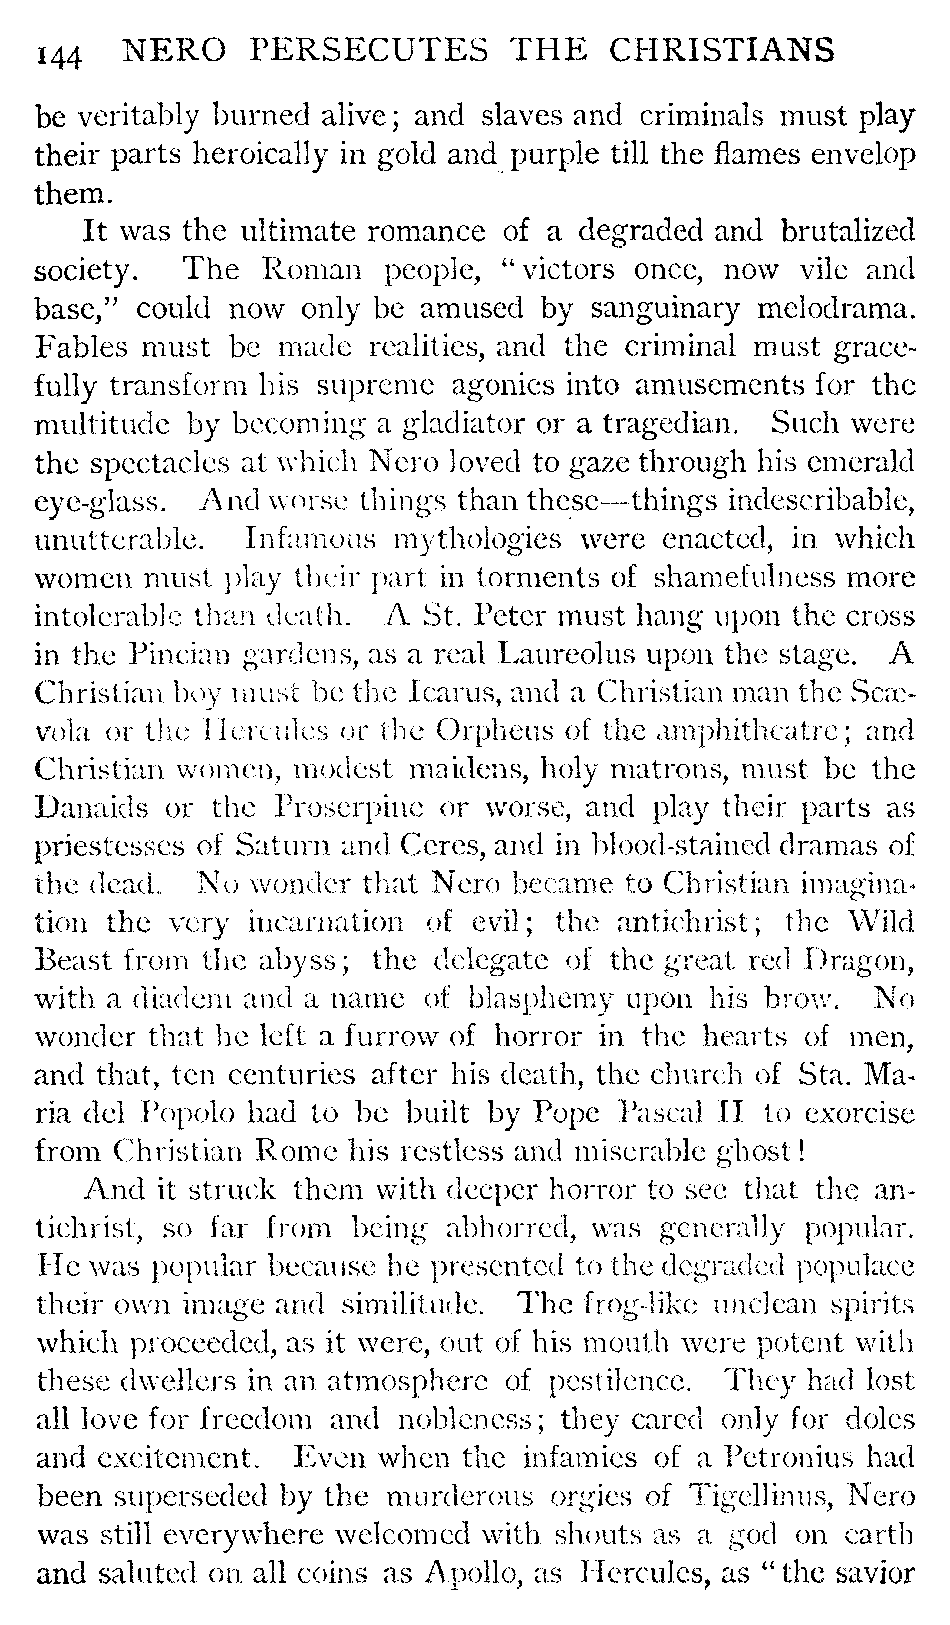 144 NERO PERSECUTES THE CHRISTIANS
be veritably burned alive; and slaves and criminals must play
their parts heroically in gold and purple till the flames envelop
them.
It was the ultimate romance of a degraded and brutalized
society. The Roman people, “victors once, now vile and
base,” could now only be amused by sanguinary melodrama.
Fables must be made realities, and the criminal must grace-
fully transform his supreme agonies into amusements for the
multitude by becoming a gladiator or a tragedian. Such were
the spectacles at which Nero loved to gaze through his emerald
eye-glass. And worse things than these—things indescribable,
unutterable. Infamous mythologies were enacted, in which
women must play their part in torments of shamefulness more
intolerable than death. A St. Peter must hang upon the cross
in the Pincian gardens, as a real Laureolus upon the stage. A
Christian boy must be the Icarus, and a Christian man the Scæ-
vola or the Hercules or the Orpheus of the amphitheatre; and
Christian women, modest maidens, holy matrons, must be the
Danaids or the Proserpine or worse, and play their parts as
priestesses of Saturn and Ceres, and in blood-stained dramas of
the dead. No wonder that Nero became to Christian imagina-
tion the very incarnation of evil; the antichrist; the Wild
Beast from the abyss; the delegate of the great red Dragon,
with a diadem and a name of blasphemy upon his brow. No
wonder that he left a furrow of horror in the hearts of men,
and that, ten centuries after his death, the church of Sta. Ma-
ria del Popolo had to be built by Pope Pascal II to exorcise
from Christian Rome his restless and miserable ghost!
And it struck them with deeper horror to see that the an-
tichrist, so far from being abhorred, was generally popular.
He was popular because he presented to the degraded populace
their own image and similitude. The frog-like unclean spirits
which proceeded, as it were, out of his mouth were potent with
these dwellers in an atmosphere of pestilence. They had lost
all love for freedom and nobleness; they cared only for doles
and excitement. Even when the infamies of a Petronius had
been superseded by the murderous orgies of Tigellinus, Nero
was still everywhere welcomed with shouts as a god on earth
and saluted on all coins as Apollo, as Hercules, as “the savior